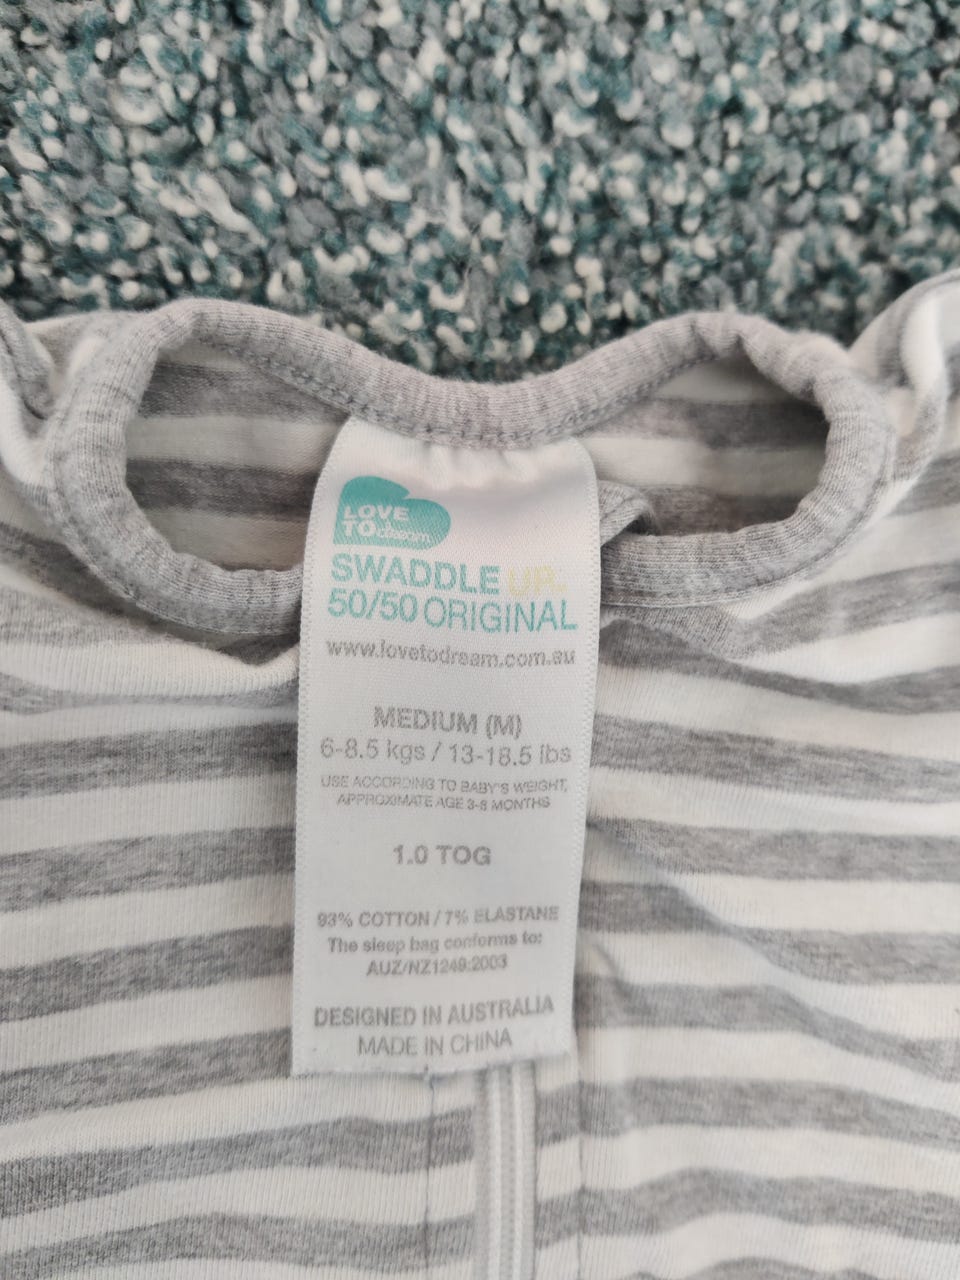 LOVE
TO dream
SWADDLE UP.
50/50 ORIGINAL
www.lovetodream.com.au
MEDIUM (M)
6-8.5 kgs / 13-18.5 lbs
USE ACCORDING TO BABY'S WEIGHT,
APPROXIMATE AGE 3-6 MONTHS
1.0 TOG
93% COTTON / 7% ELASTANE
The sleep bag conforms to:
AUZ/NZ1249:2003
DESIGNED IN AUSTRALIA
MADE IN CHINA